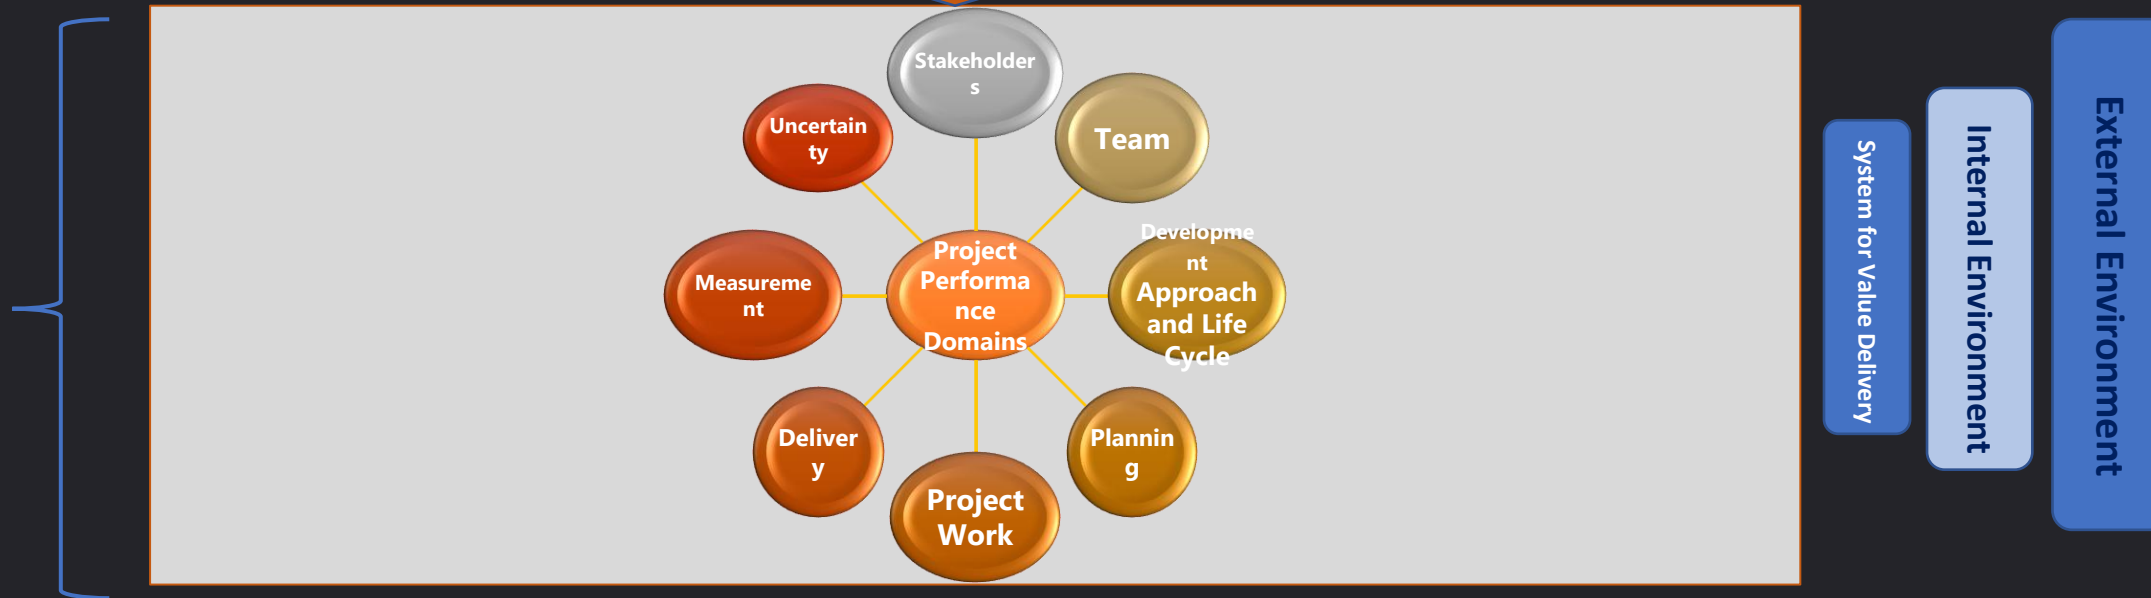 Stakeholder
s
Team
Developme
nt
Approach
and Life
Cycle
Plannin
g
Project
Work
Deliver
y
Measureme
nt
Uncertain
ty
Project
Performa
nce
Domains
System for Value Delivery
Internal Environment
External Environment